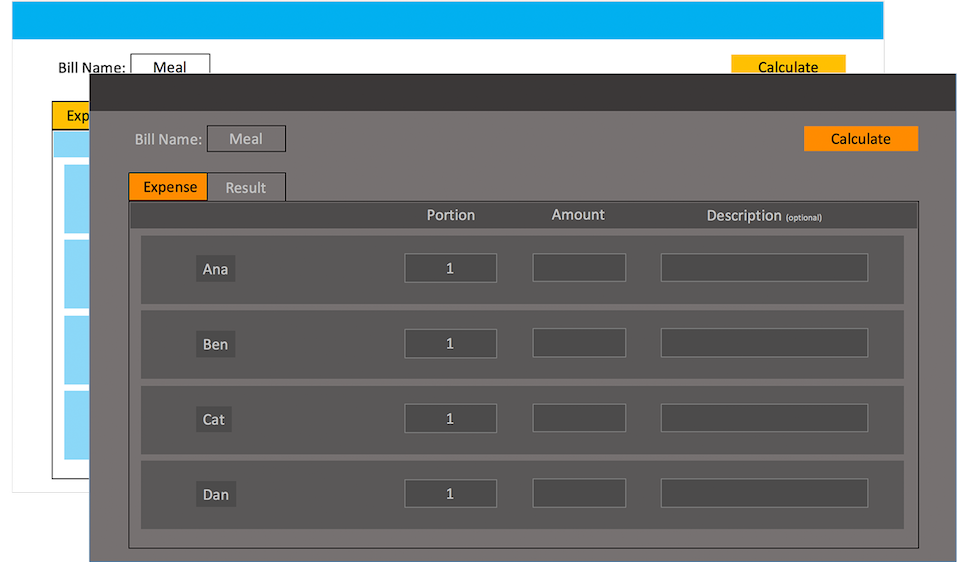 Bill Name: Meal Calculate
Exp
Bill Name: Meal Calculate
Expense Result
Portion Amount Description (optional)
Ana 1
Ben 1
Cat 1
Dan 1